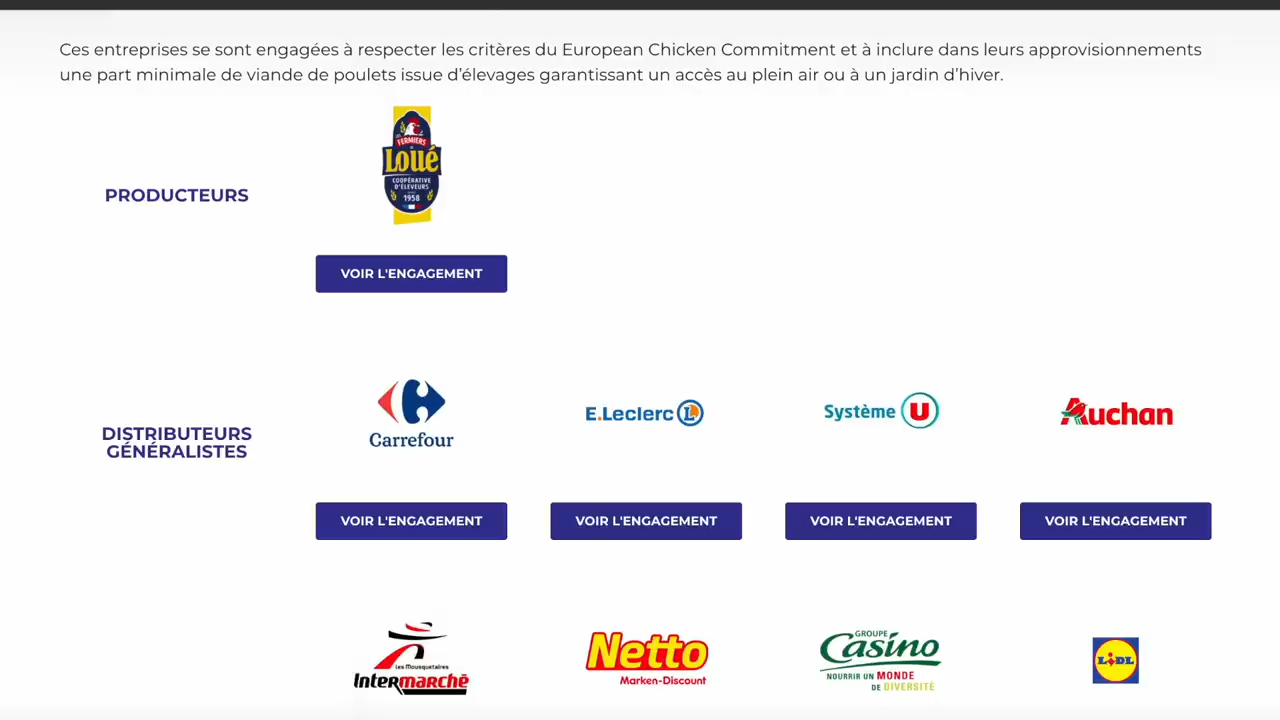 Ces entreprises se sont engagées à respecter les critères du European Chicken Commitment et à inclure dans leurs approvisionnements
une part minimale de viande de poulets issue d'élevages garantissant un accès au plein air ou à un jardin d'hiver.
LES
FERMIERS
DE
Loué
COOPÉRATIVE
D'ÉLEVEURS
DEPUIS
1958
PRODUCTEURS
VOIR L'ENGAGEMENT
DISTRIBUTEURS
GÉNÉRALISTES
Carrefour
E.Leclerc L
Système U
Auchan
VOIR L'ENGAGEMENT
VOIR L'ENGAGEMENT
VOIR L'ENGAGEMENT
VOIR L'ENGAGEMENT
Les Mousquetaires
Intermarché
Netto
Marken-Discount
GROUPE
Casino
NOURRIR UN MONDE
DE DIVERSITÉ
LIDL